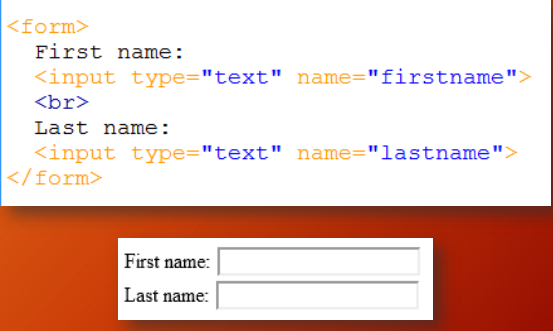 <form>
  First name:
  <input type="text" name="firstname">
  <br>
  Last name:
  <input type="text" name="lastname">
</form>
First name:
Last name: